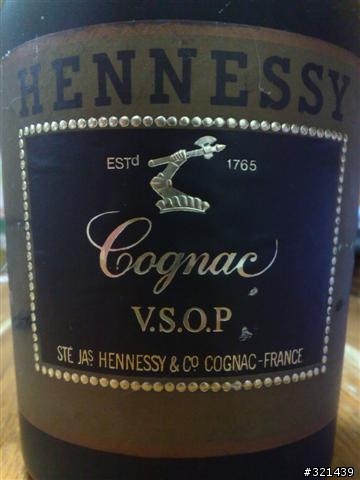 HENNESSY
ESTd 1765
Cognac
V.S.O.P
STÉ JAS HENNESSY & CO COGNAC-FRANCE
#321439